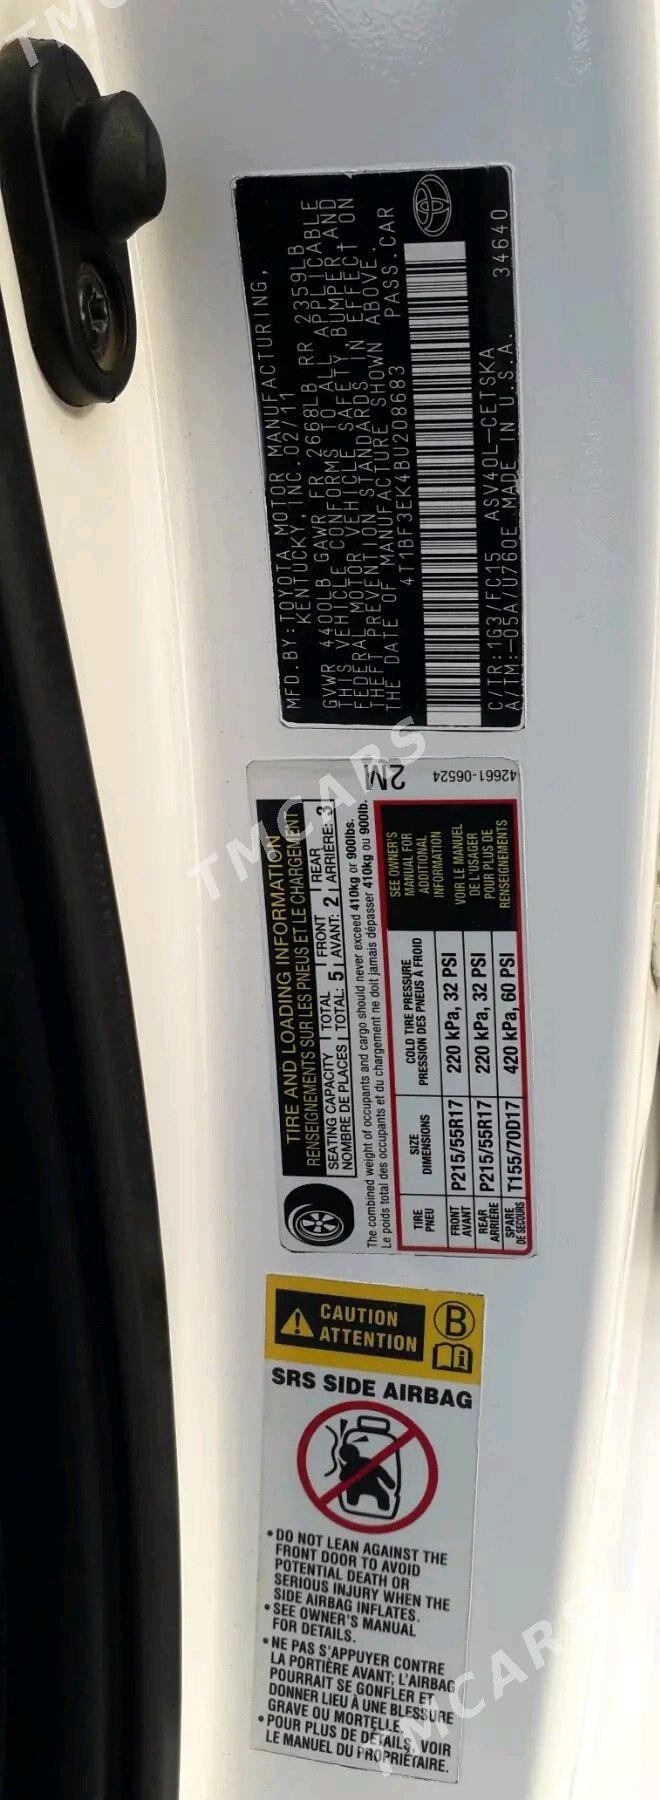 MFD. BY: TOYOTA MOTOR MANUFACTURING,
KENTUCKY, INC. 02/11
GVWR 4400LB GAWR FR 2668LB RR 2359LB
THIS VEHICLE CONFORMS TO ALL APPLICABLE
FEDERAL MOTOR VEHICLE SAFETY, BUMPER AND
THEFT PREVENTION STANDARDS IN EFFECT ON
THE DATE OF MANUFACTURE SHOWN ABOVE.
4T1BF3EK4BU208683 PASS. CAR
C/TR: 1G3/FC15 ASV40L-CETSKA
A/TM: -05A/U760E MADE IN U.S.A. 34640
TIRE AND LOADING INFORMATION
RENSEIGNEMENTS SUR LES PNEUS ET LE CHARGEMENT
SEATING CAPACITY TOTAL FRONT REAR
NOMBRE DE PLACES TOTAL: 5 AVANT: 2 ARRIÈRE: 3
The combined weight of occupants and cargo should never exceed 410kg or 900lbs.
Le poids total des occupants et du chargement ne doit jamais dépasser 410kg ou 900lb.
2M
42661-06524
TIRE
PNEU
SIZE
DIMENSIONS
COLD TIRE PRESSURE
PRESSION DES PNEUS À FROID
FRONT
AVANT
P215/55R17 220 kPa, 32 PSI
REAR
ARRIÈRE
P215/55R17 220 kPa, 32 PSI
SPARE
DE SECOURS
T155/70D17 420 kPa, 60 PSI
SEE OWNER'S
MANUAL FOR
ADDITIONAL
INFORMATION
VOIR LE MANUEL
DE L'USAGER
POUR PLUS DE
RENSEIGNEMENTS
CAUTION
ATTENTION
B
SRS SIDE AIRBAG
• DO NOT LEAN AGAINST THE
FRONT DOOR TO AVOID
POTENTIAL DEATH OR
SERIOUS INJURY WHEN THE
SIDE AIRBAG INFLATES.
• SEE OWNER'S MANUAL
FOR DETAILS.
• NE PAS S'APPUYER CONTRE
LA PORTIÈRE AVANT; L'AIRBAG
POURRAIT SE GONFLER ET
DONNER LIEU À UNE BLESSURE
GRAVE OU MORTELLE.
• POUR PLUS DE DÉTAILS, VOIR
LE MANUEL DU PROPRIÉTAIRE.
TMCARS
TMCARS